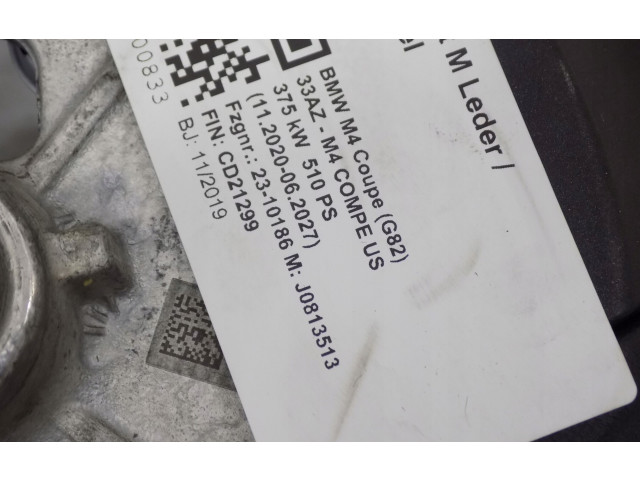 & M Leder /
el
BMW M4 Coupe (G82)
33AZ - M4 COMPE US
375 kW 510 PS
(11.2020-06.2027)
Fzgnr.: 23-10186 M: J0813513
FIN: CD21299
BJ: 11/2019
00833